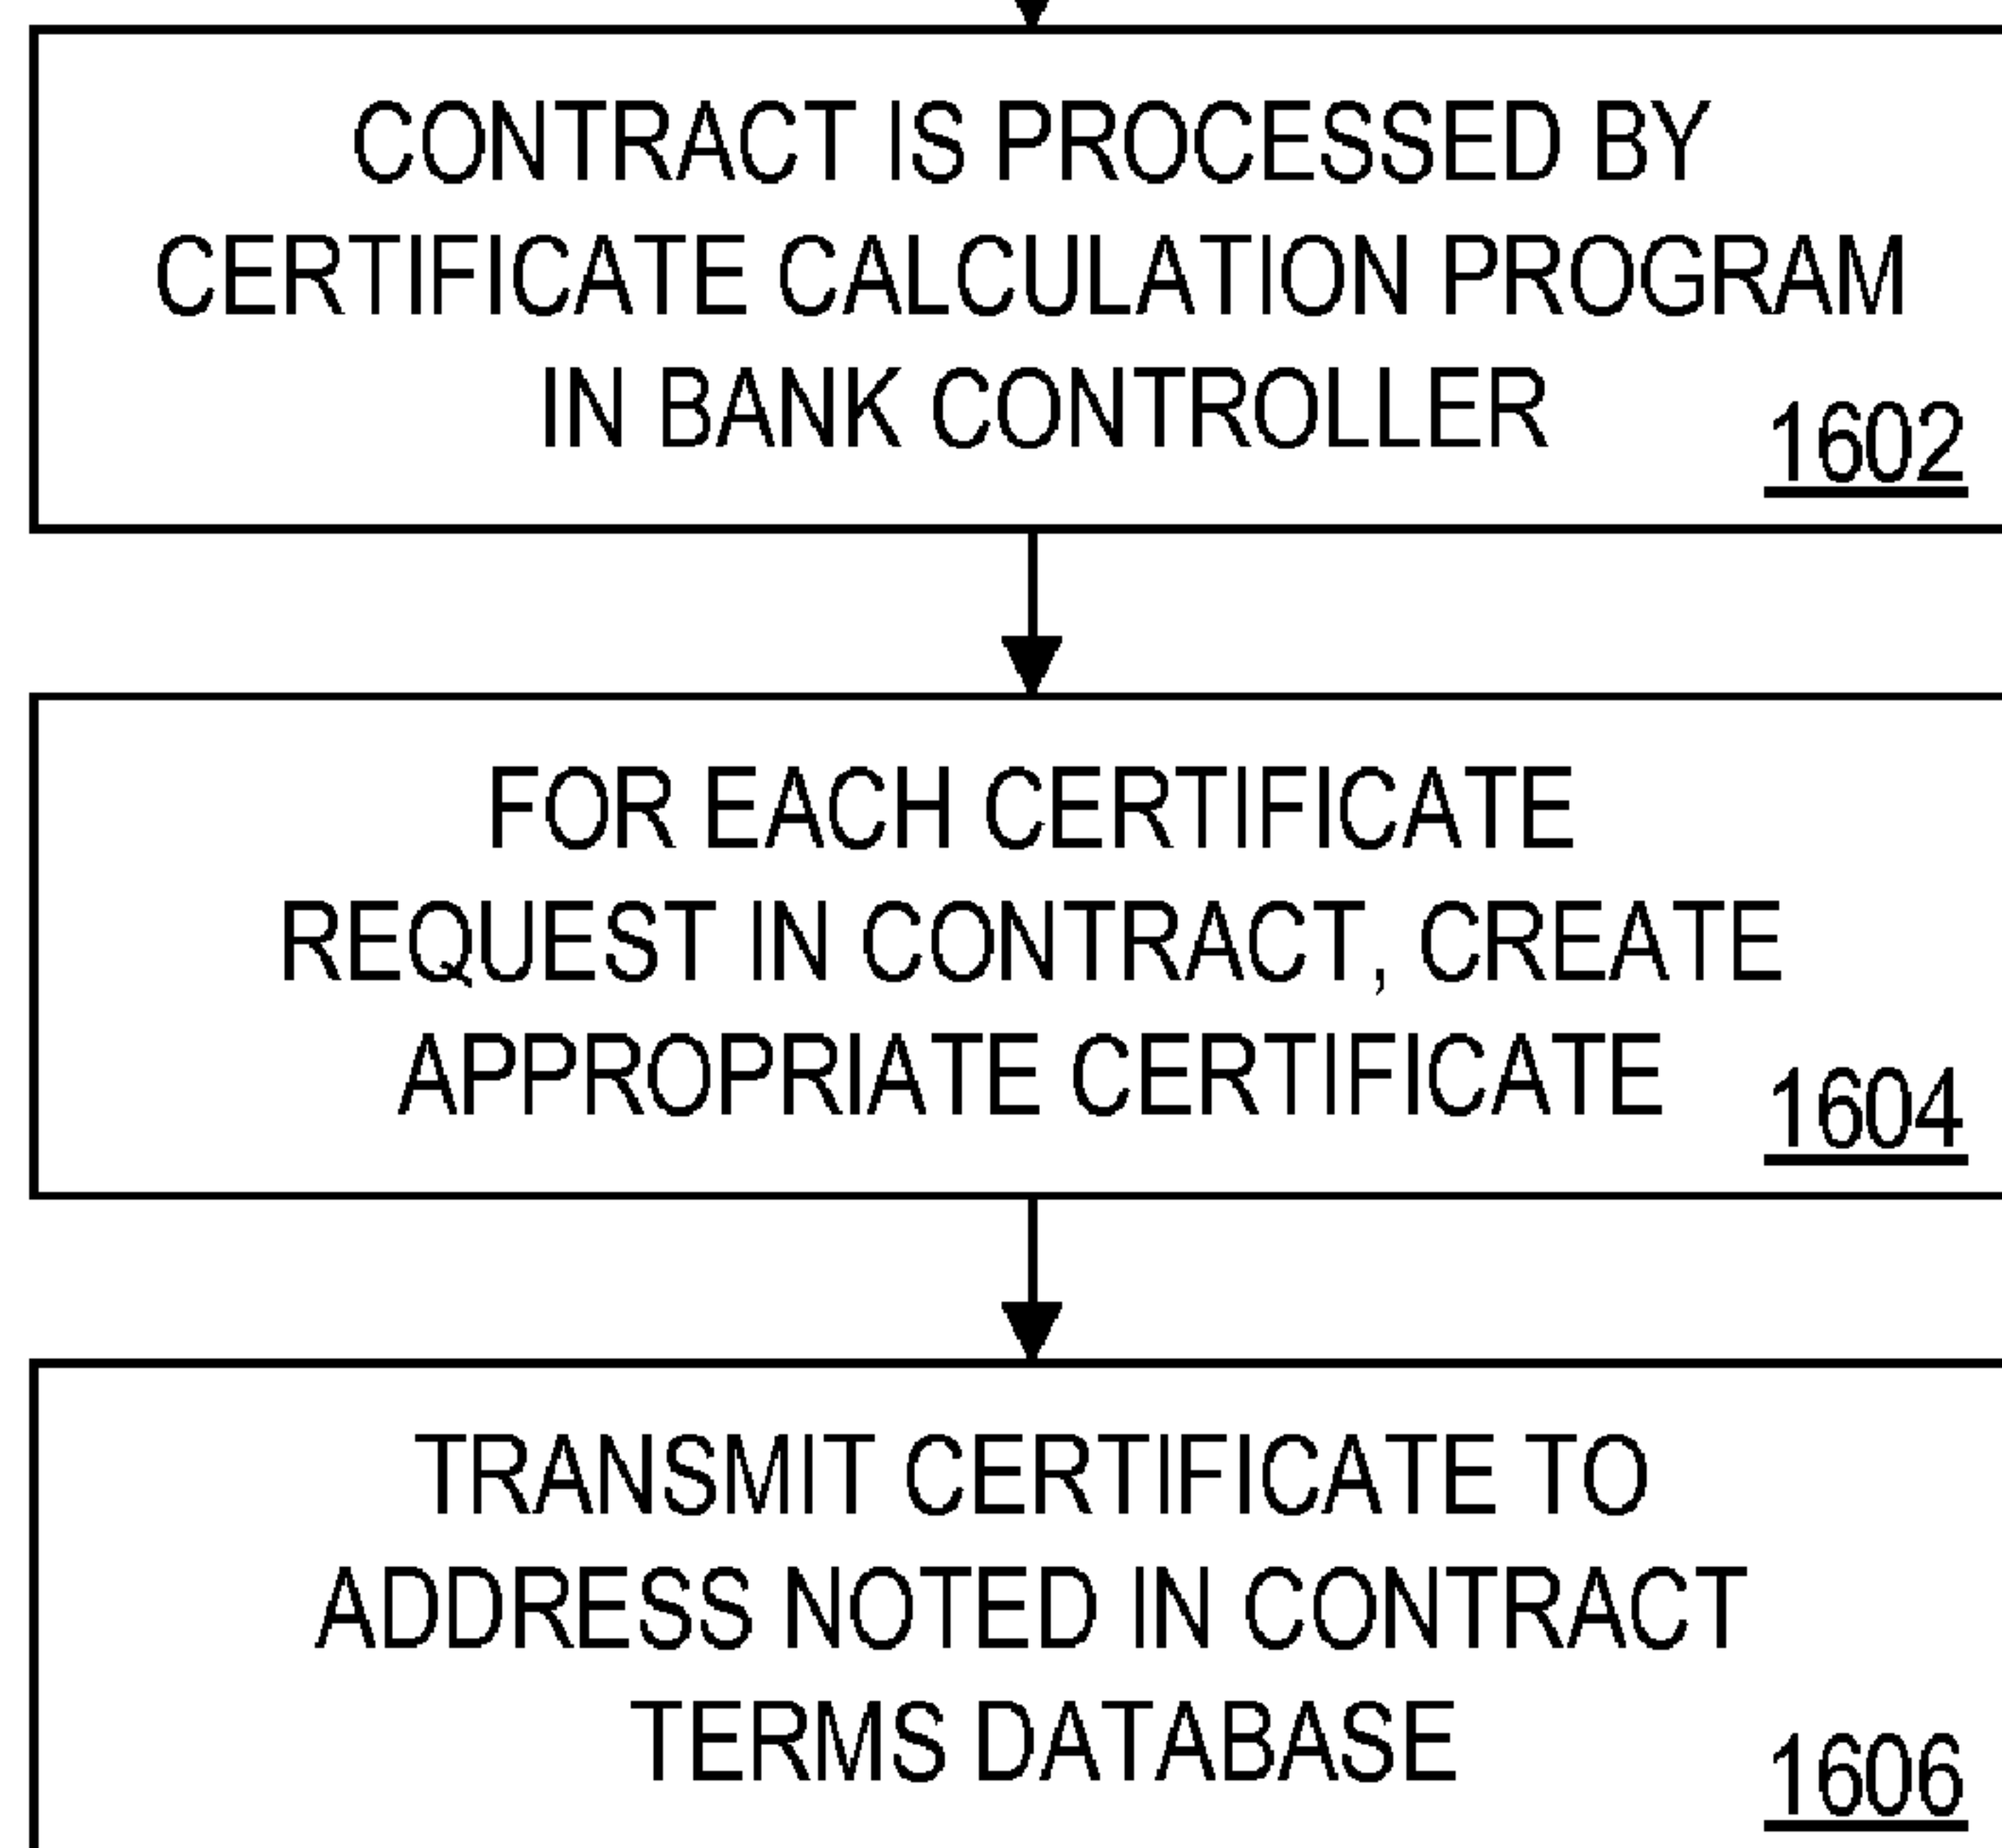 CONTRACT IS PROCESSED BY
CERTIFICATE CALCULATION PROGRAM
IN BANK CONTROLLER
1602
FOR EACH CERTIFICATE
REQUEST IN CONTRACT, CREATE
APPROPRIATE CERTIFICATE
1604
TRANSMIT CERTIFICATE TO
ADDRESS NOTED IN CONTRACT
TERMS DATABASE
1606